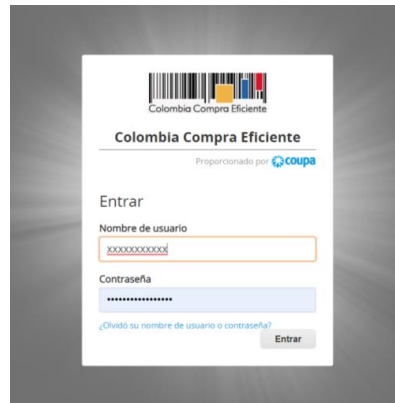 Colombia Compra Eficiente
Colombia Compra Eficiente
Proporcionado por coupa
Entrar
Nombre de usuario
xxxxxxxxxxx
Contraseña
••••••••••••••••
¿Olvidó su nombre de usuario o contraseña?
Entrar